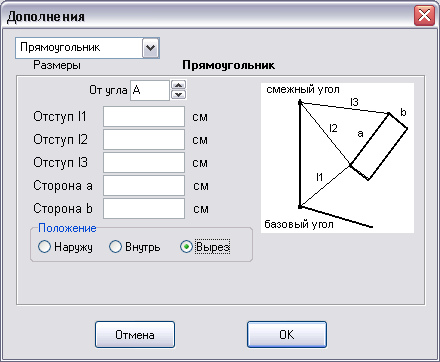 Дополнения
Прямоугольник
Размеры
Прямоугольник
От угла A
Отступ l1 см
Отступ l2 см
Отступ l3 см
Сторона a см
Сторона b см
Положение
Наружу Внутрь Вырез
смежный угол
l3
b
l2
a
l1
базовый угол
Отмена OK